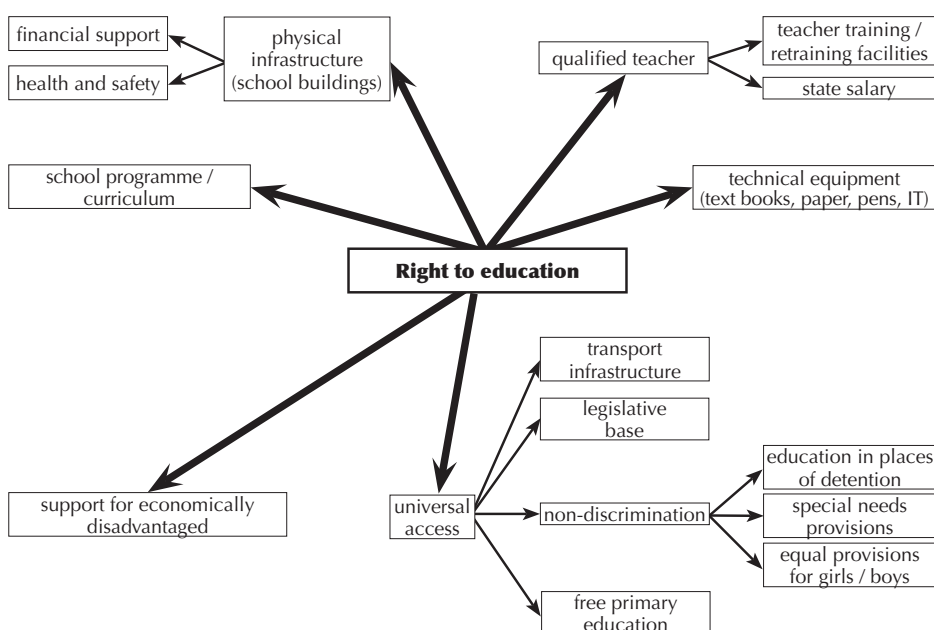 financial support
health and safety
physical
infrastructure
(school buildings)
qualified teacher
teacher training /
retraining facilities
state salary
school programme /
curriculum
technical equipment
(text books, paper, pens, IT)
Right to education
transport
infrastructure
legislative
base
support for economically
disadvantaged
universal
access
non-discrimination
education in places
of detention
special needs
provisions
equal provisions
for girls / boys
free primary
education